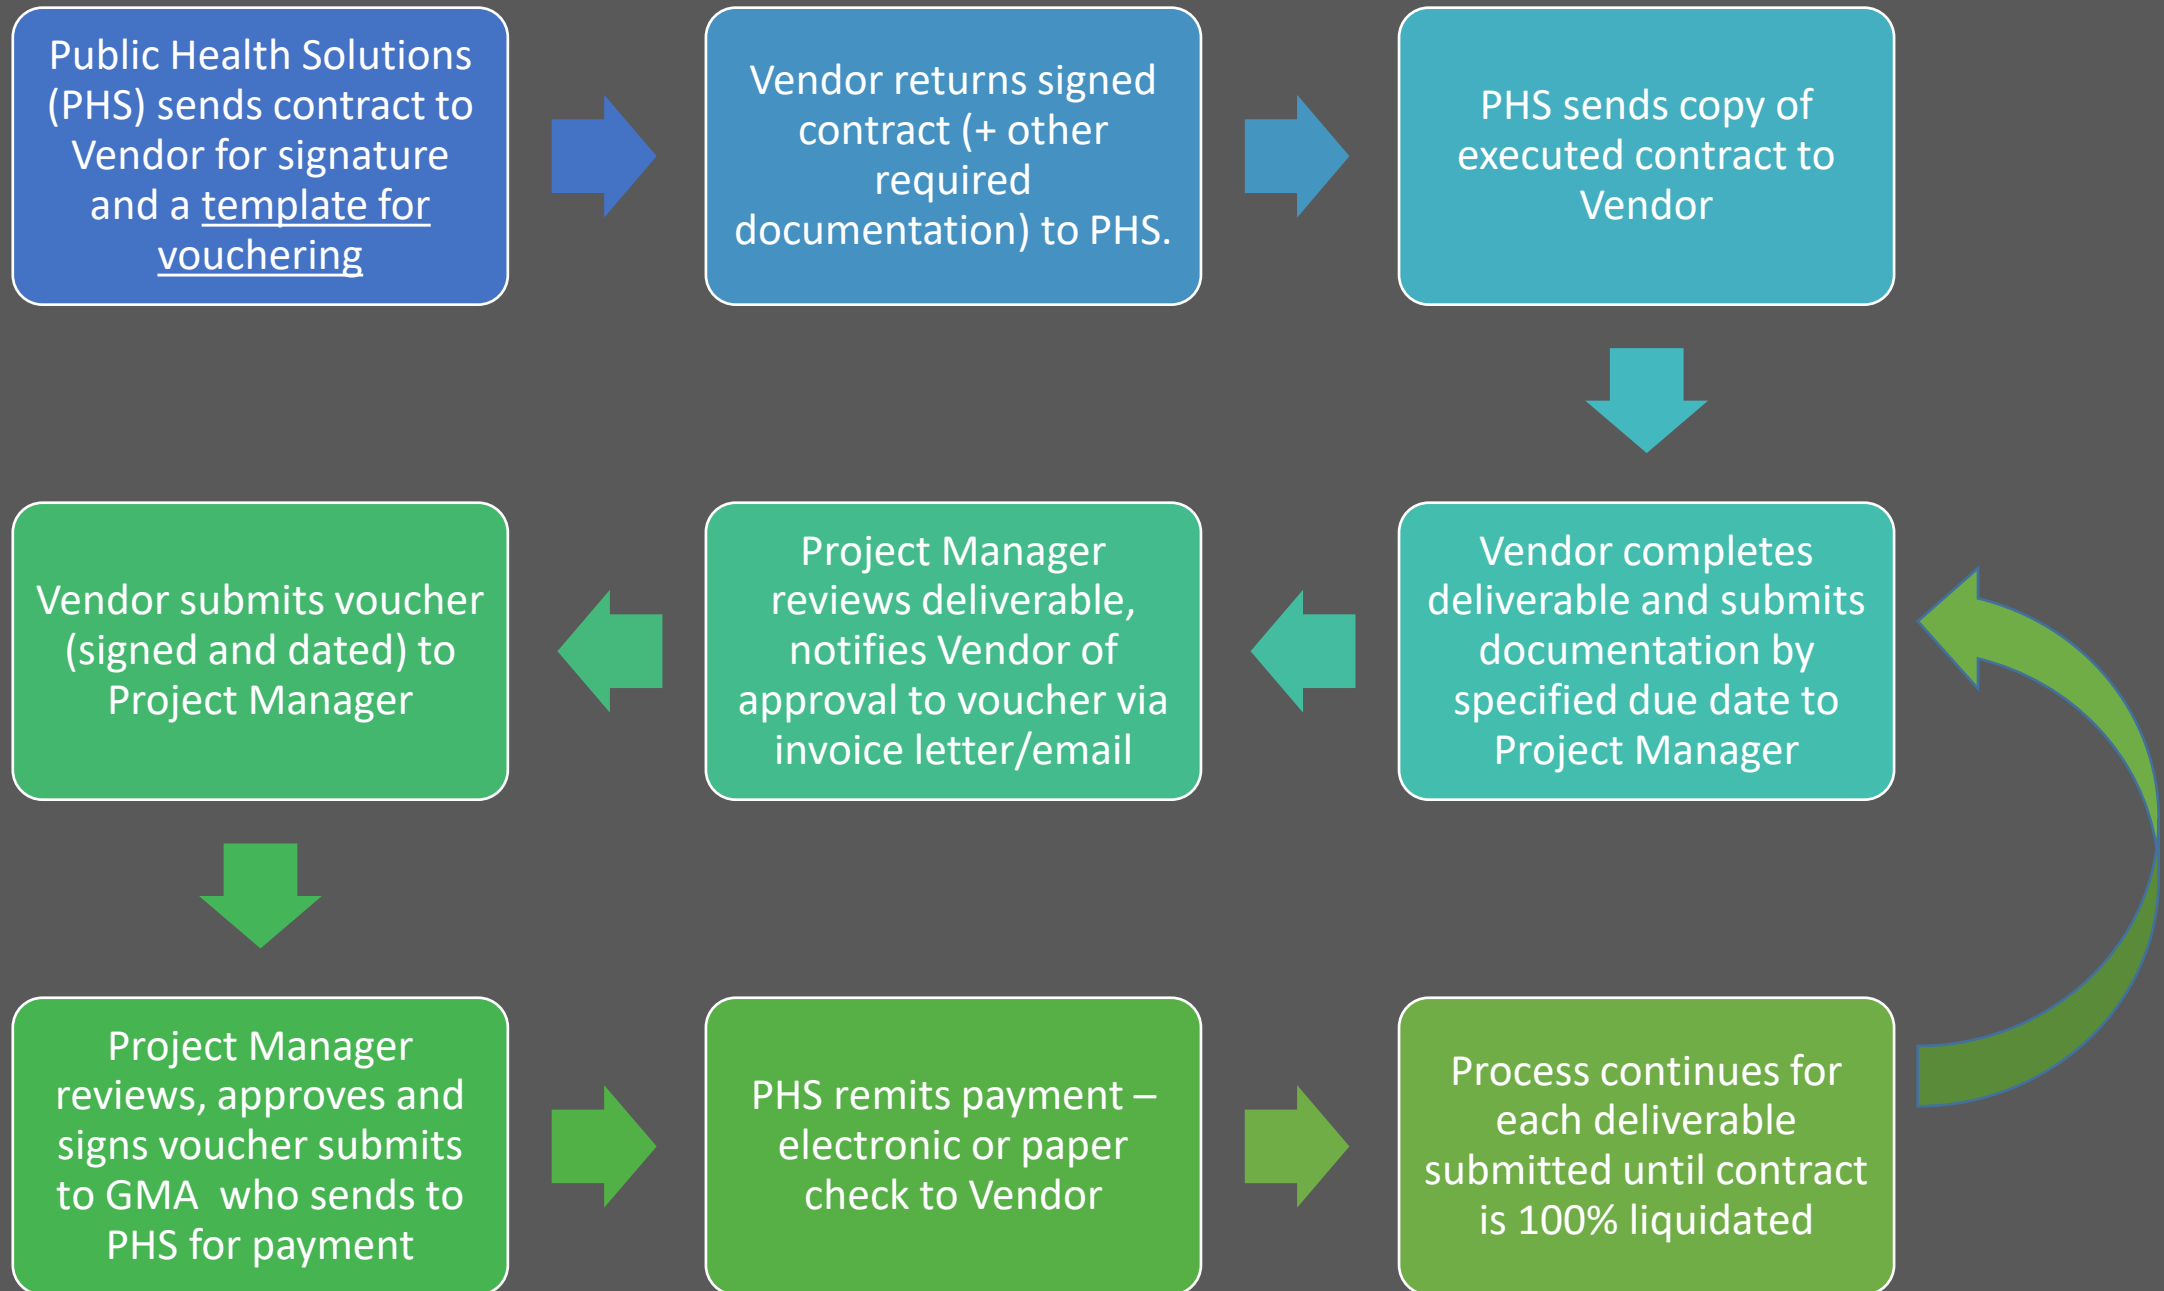 Public Health Solutions
(PHS) sends contract to
Vendor for signature
and a template for
vouchering
Vendor returns signed
contract (+ other
required
documentation) to PHS.
PHS sends copy of
executed contract to
Vendor
Vendor completes
deliverable and submits
documentation by
specified due date to
Project Manager
Project Manager
reviews deliverable,
notifies Vendor of
approval to voucher via
invoice letter/email
Vendor submits voucher
(signed and dated) to
Project Manager
Project Manager
reviews, approves and
signs voucher submits
to GMA  who sends to
PHS for payment
PHS remits payment –
electronic or paper
check to Vendor
Process continues for
each deliverable
submitted until contract
is 100% liquidated